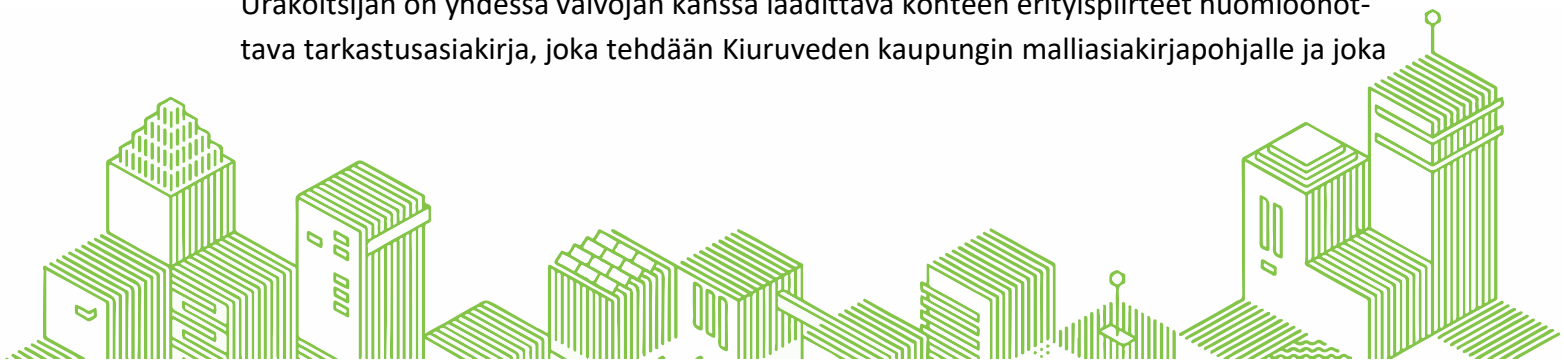 Urakoitsijan on yhdessä valvojan kanssa laadittava kohteen erityispiirteet huomioonot-
tava tarkastusasiakirja, joka tehdään Kiuruveden kaupungin malliasiakirjapohjalle ja joka